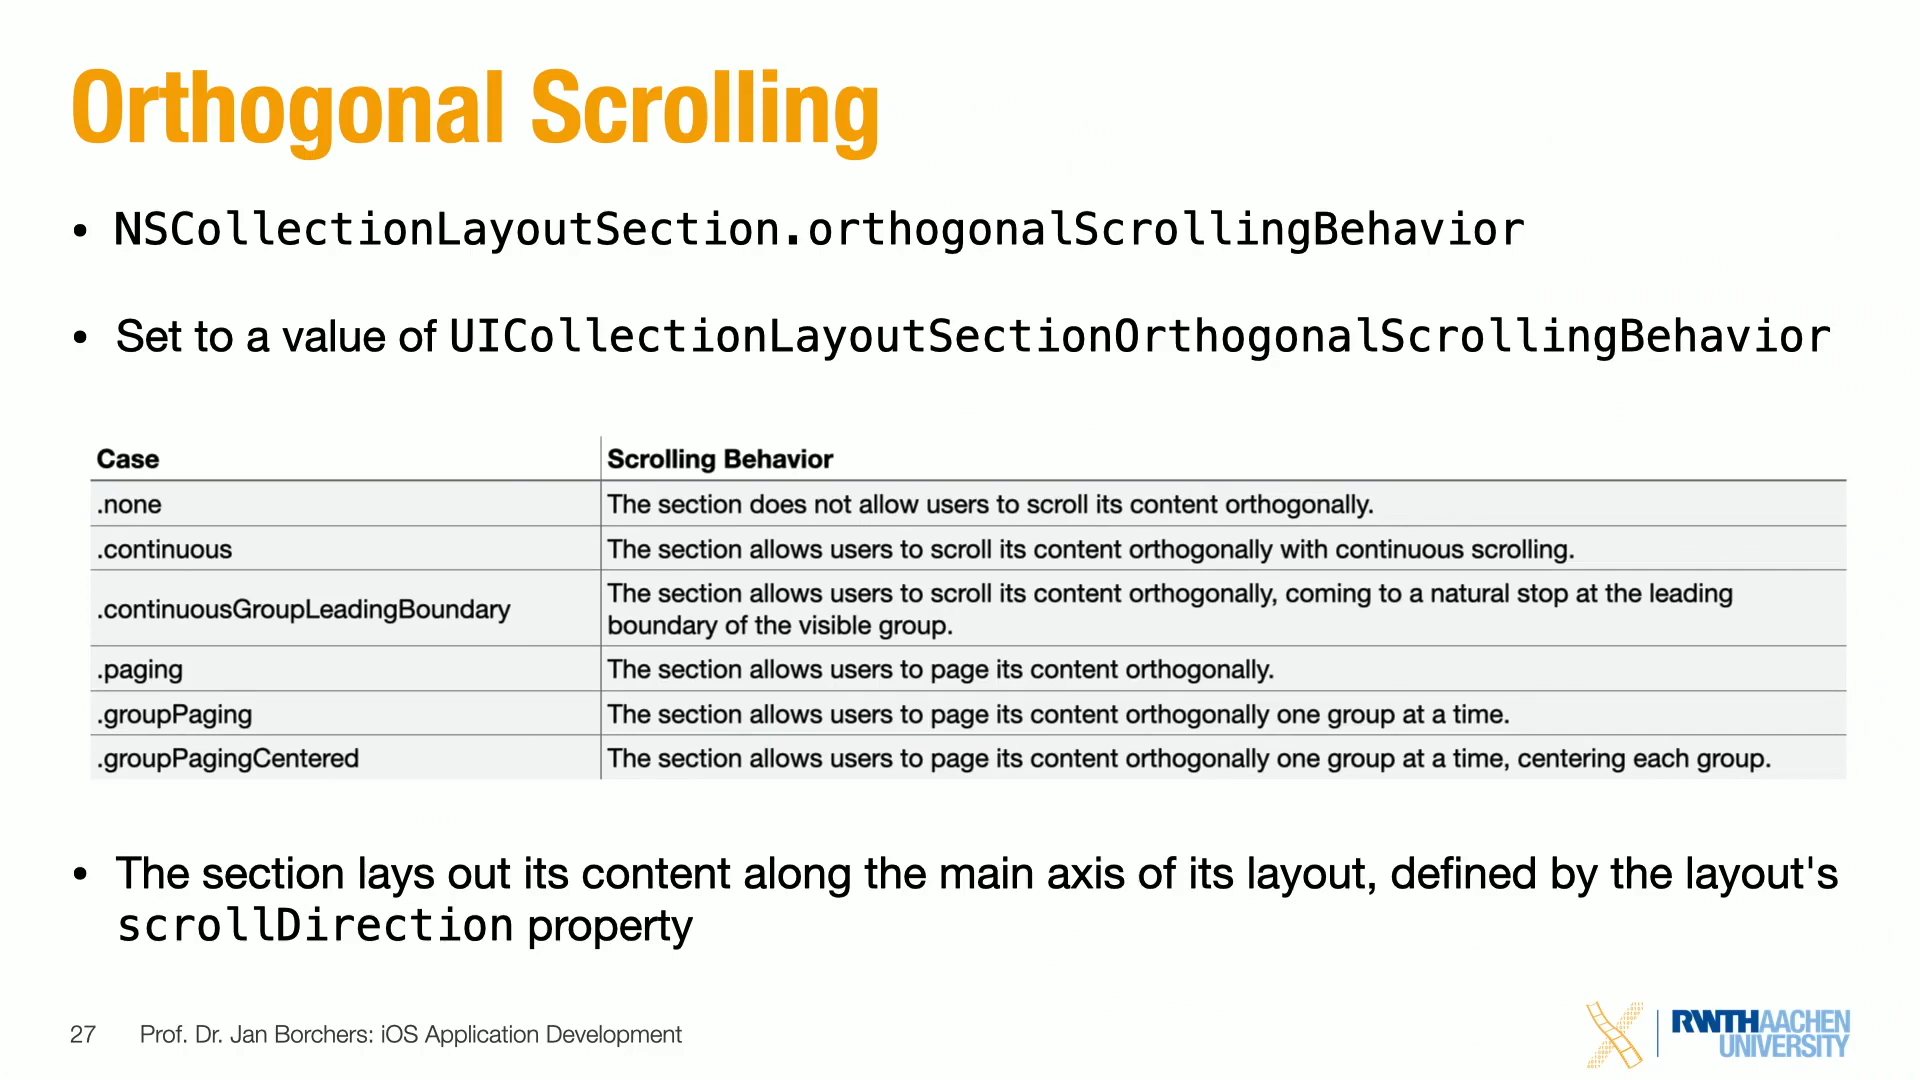 Orthogonal Scrolling
• NSCollectionLayoutSection.orthogonalScrollingBehavior
• Set to a value of UICollectionLayoutSectionOrthogonalScrollingBehavior
Case Scrolling Behavior
.none The section does not allow users to scroll its content orthogonally.
.continuous The section allows users to scroll its content orthogonally with continuous scrolling.
.continuousGroupLeadingBoundary The section allows users to scroll its content orthogonally, coming to a natural stop at the leading
boundary of the visible group.
.paging The section allows users to page its content orthogonally.
.groupPaging The section allows users to page its content orthogonally one group at a time.
.groupPagingCentered The section allows users to page its content orthogonally one group at a time, centering each group.
• The section lays out its content along the main axis of its layout, defined by the layout's
scrollDirection property
27 Prof. Dr. Jan Borchers: iOS Application Development
RWTHAACHEN
UNIVERSITY